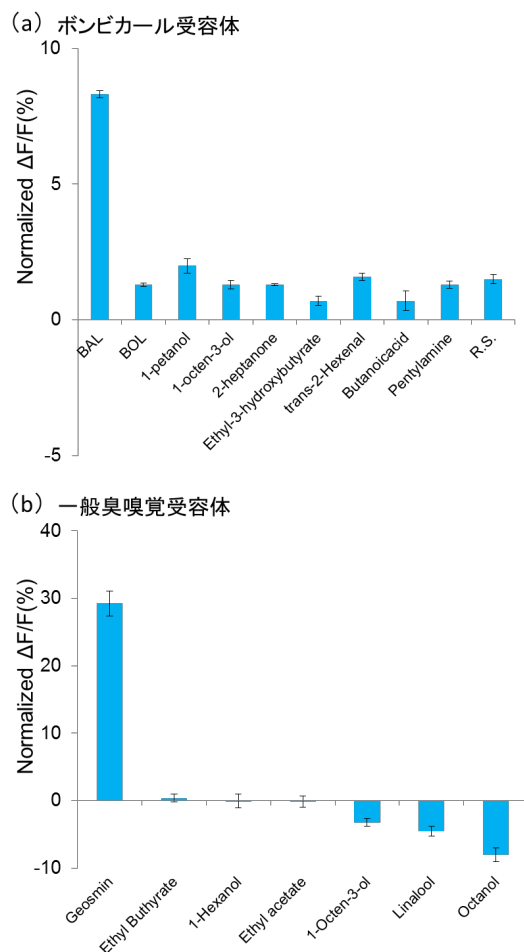 (a) ボンビカール受容体
Normalized ΔF/F(%)
10
5
0
-5
BAL
BOL
1-petanol
1-octen-3-ol
2-heptanone
Ethyl-3-hydroxybutyrate
trans-2-Hexenal
Butanoicacid
Pentylamine
R.S.
(b) 一般臭嗅覚受容体
Normalized ΔF/F(%)
40
30
20
10
0
-10
Geosmin
Ethyl Buthyrate
1-Hexanol
Ethyl acetate
1-Octen-3-ol
Linalool
Octanol